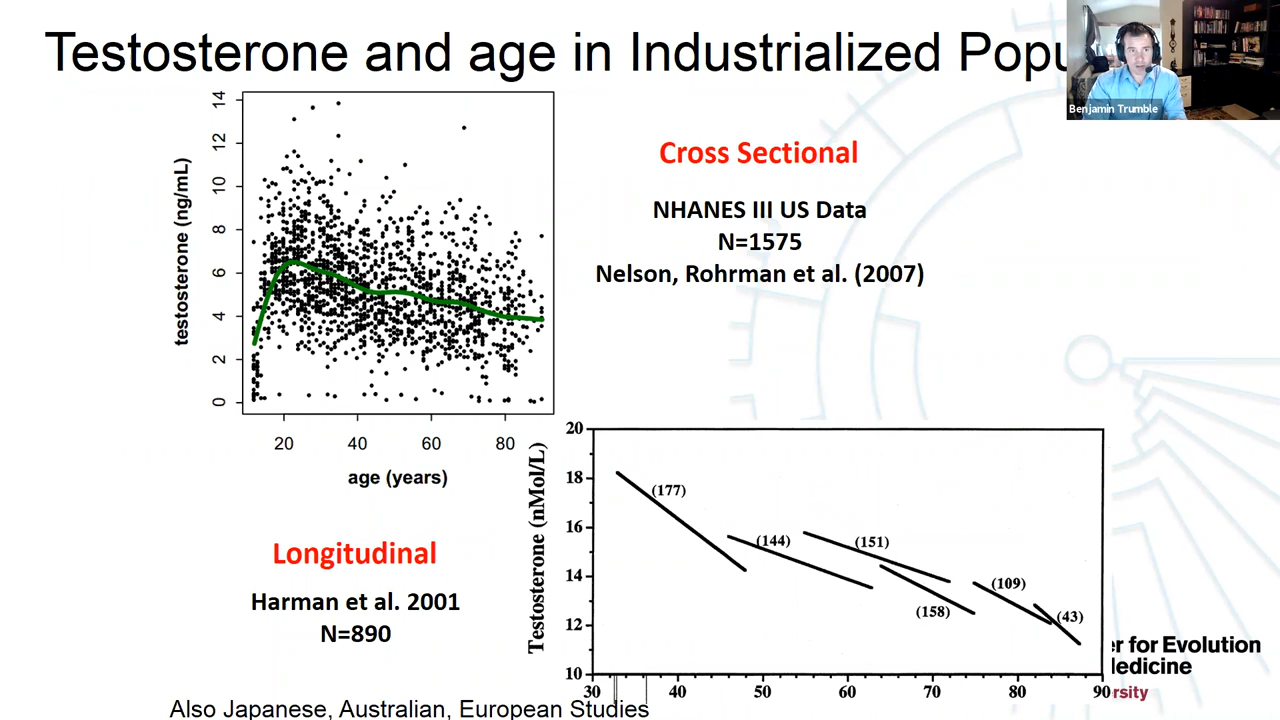 Testosterone and age in Industrialized Popu
Benjamin Trumble
testosterone (ng/mL)
14
12
10
8
6
4
2
0
20 40 60 80
age (years)
Cross Sectional
NHANES III US Data
N=1575
Nelson, Rohrman et al. (2007)
Longitudinal
Harman et al. 2001
N=890
Testosterone (nMol/L)
20
18
16
14
12
10
(177)
(144)
(151)
(158)
(109)
(43)
30 40 50 60 70 80 90
er for Evolution
Medicine
rsity
Also Japanese, Australian, European Studies